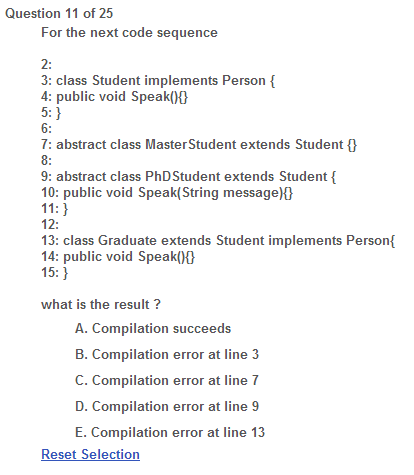 Question 11 of 25
For the next code sequence
2:
3: class Student implements Person {
4: public void Speak(){}
5: }
6:
7: abstract class MasterStudent extends Student {}
8:
9: abstract class PhDStudent extends Student {
10: public void Speak(String message){}
11: }
12:
13: class Graduate extends Student implements Person{
14: public void Speak(){}
15: }
what is the result ?
A. Compilation succeeds
B. Compilation error at line 3
C. Compilation error at line 7
D. Compilation error at line 9
E. Compilation error at line 13
Reset Selection